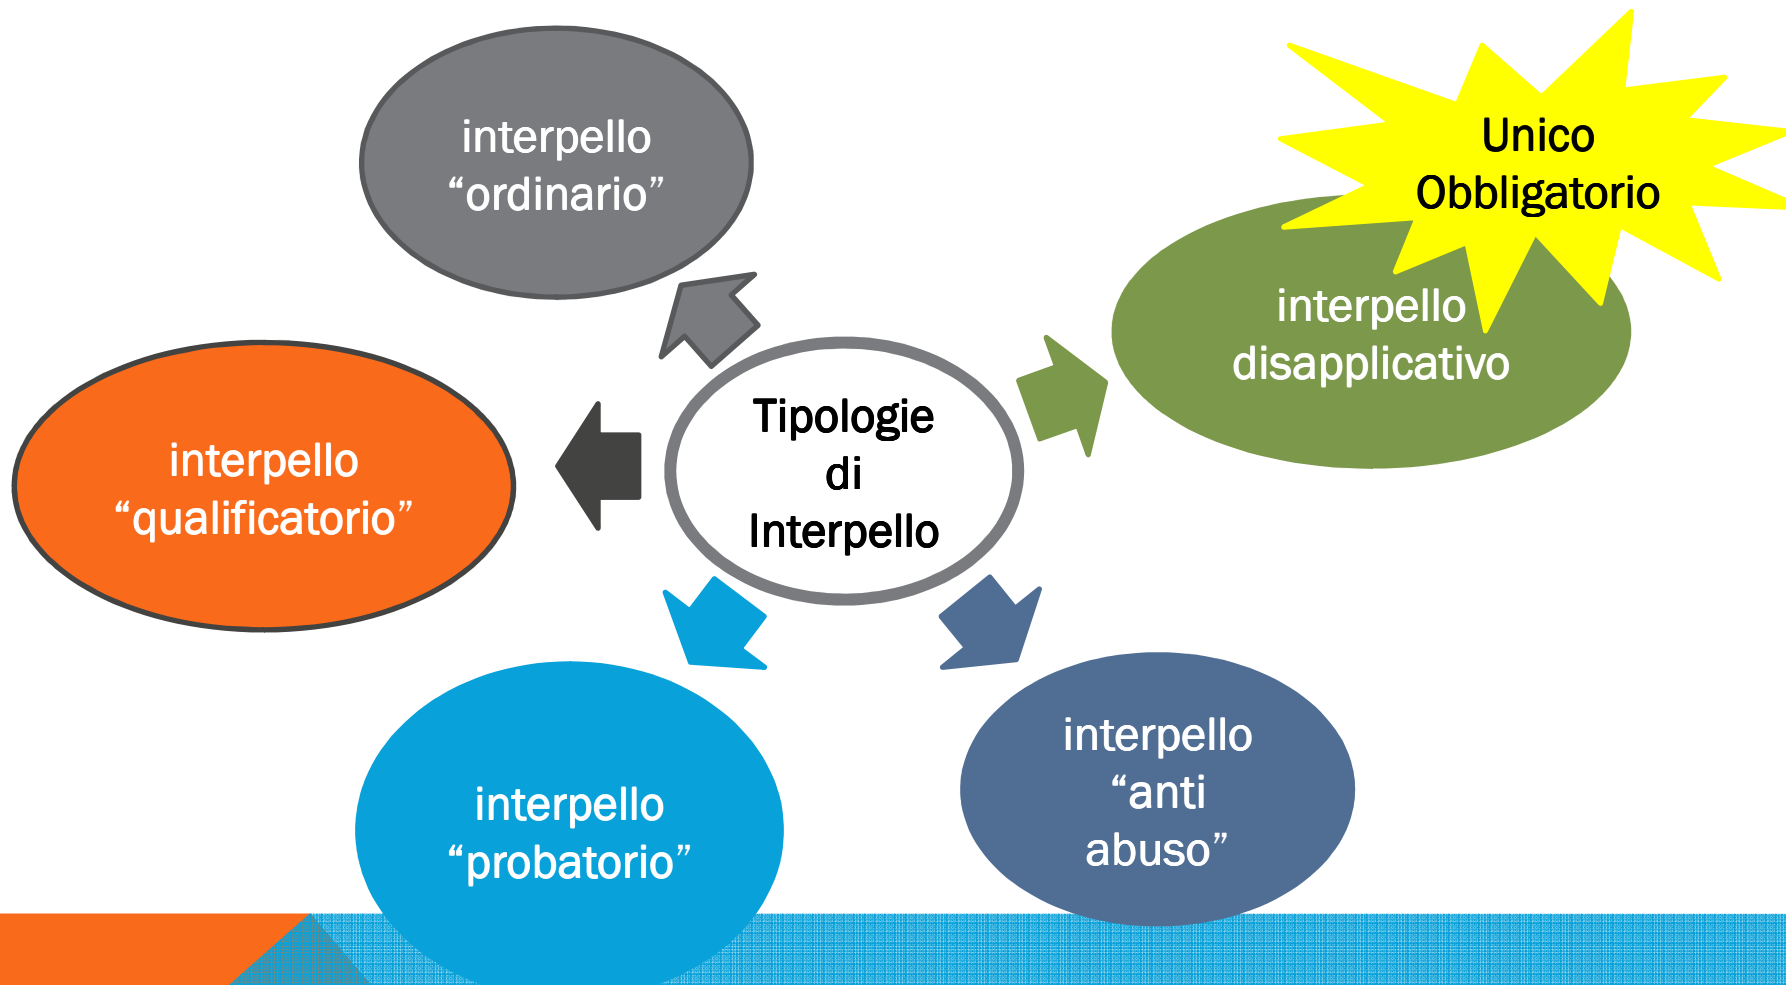 interpello
“ordinario”
Unico
Obbligatorio
interpello
disapplicativo
Tipologie
di
Interpello
interpello
“qualificatorio”
interpello
“probatorio”
interpello
“anti
abuso”